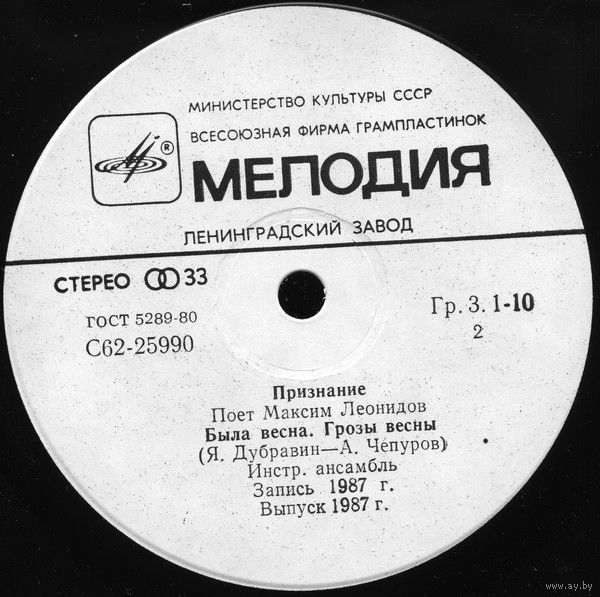 МИНИСТЕРСТВО КУЛЬТУРЫ СССР
ВСЕСОЮЗНАЯ ФИРМА ГРАМПЛАСТИНОК
®
МЕЛОДИЯ
ЛЕНИНГРАДСКИЙ ЗАВОД
СТЕРЕО 33
ГОСТ 5289-80
С62-25990
Гр. 3. 1-10
2
Признание
Поет Максим Леонидов
Была весна. Грозы весны
(Я. Дубравин—А. Чепуров)
Инстр. ансамбль
Запись 1987 г.
Выпуск 1987 г.
www.ay.by